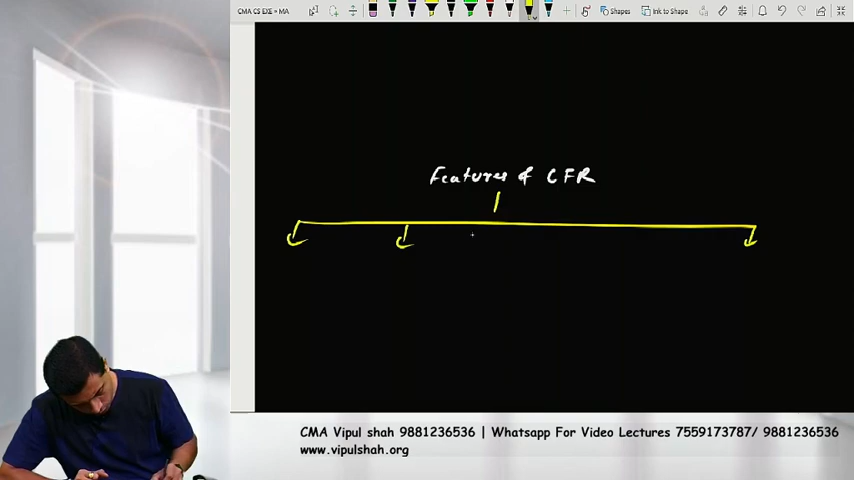 CMA CS EXE = MA
Shapes
Ink to Shape
Features of CFR
CMA Vipul shah 9881236536 | Whatsapp For Video Lectures 7559173787/ 9881236536
www.vipulshah.org